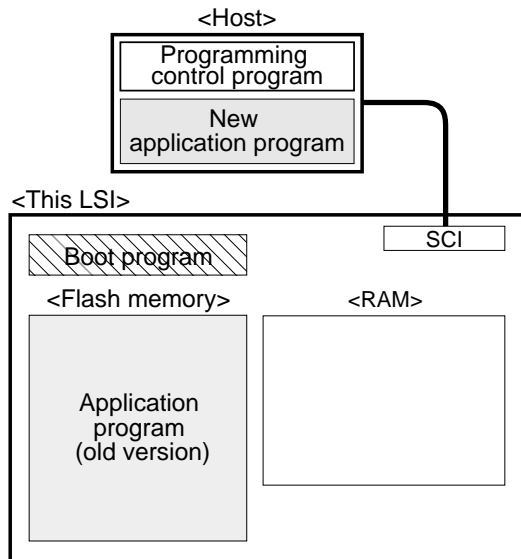 <Host>
Programming
control program
New
application program
<This LSI>
SCI
Boot program
<Flash memory>
<RAM>
Application
program
(old version)